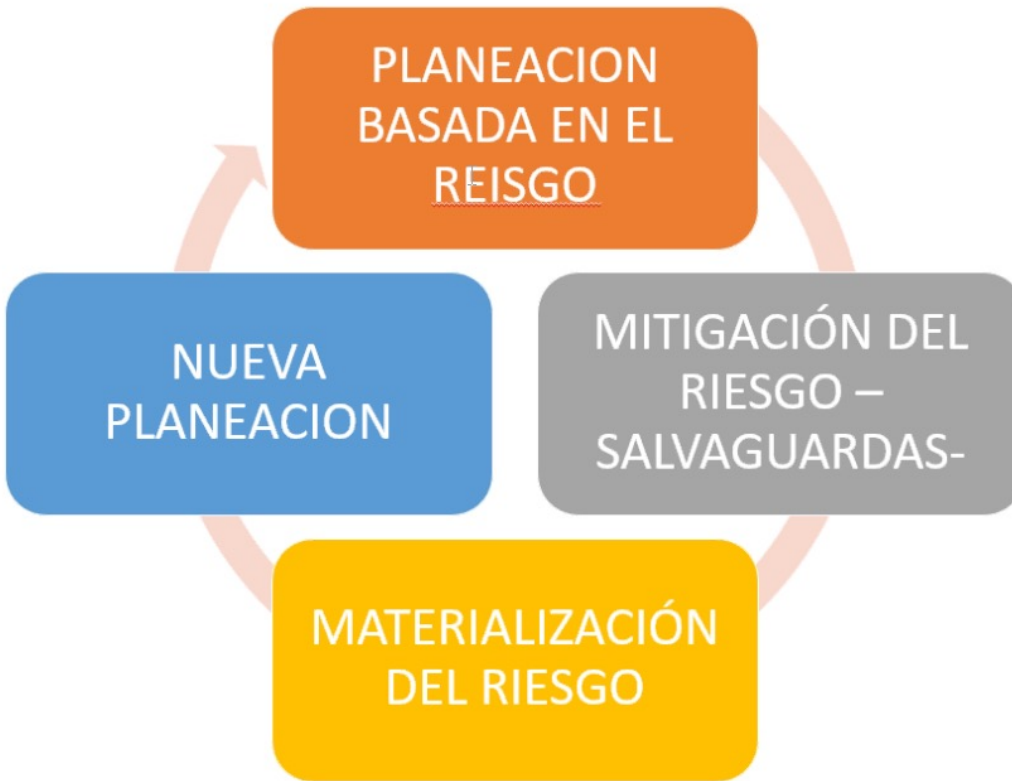 PLANEACION
BASADA EN EL
REISGO
MITIGACIÓN DEL
RIESGO –
SALVAGUARDAS-
MATERIALIZACIÓN
DEL RIESGO
NUEVA
PLANEACION